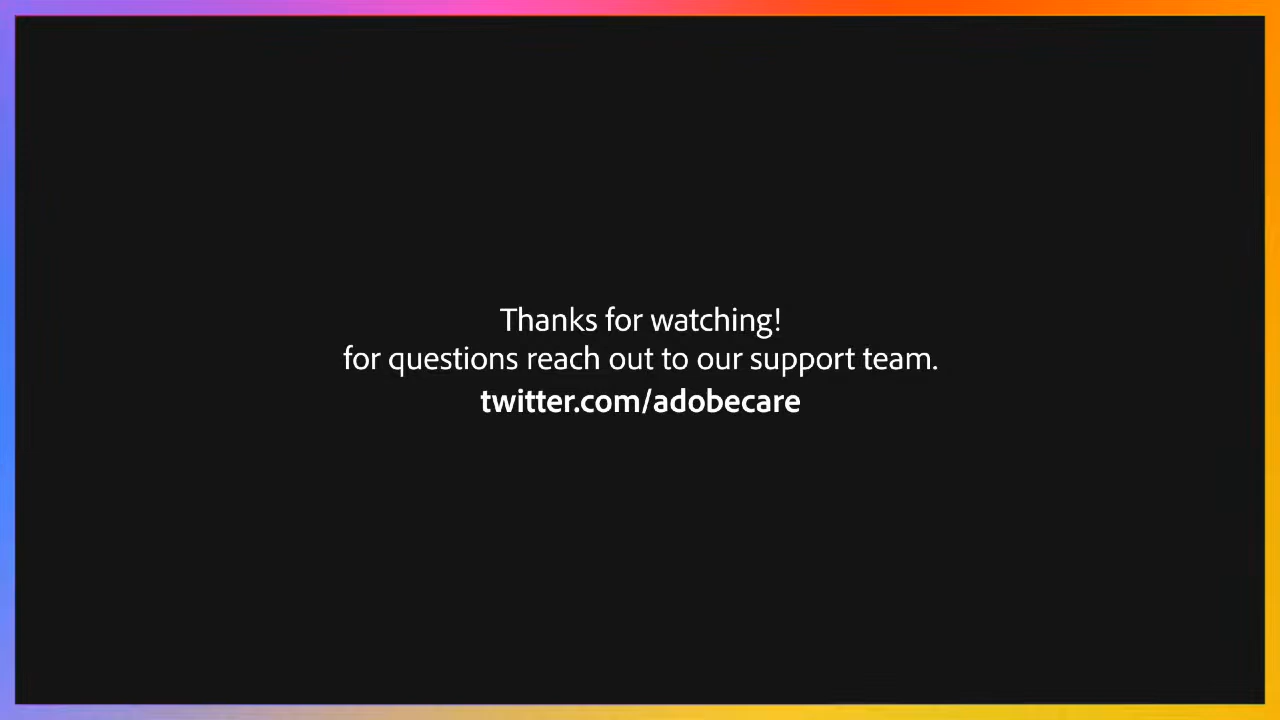 Thanks for watching!
for questions reach out to our support team.
twitter.com/adobecare